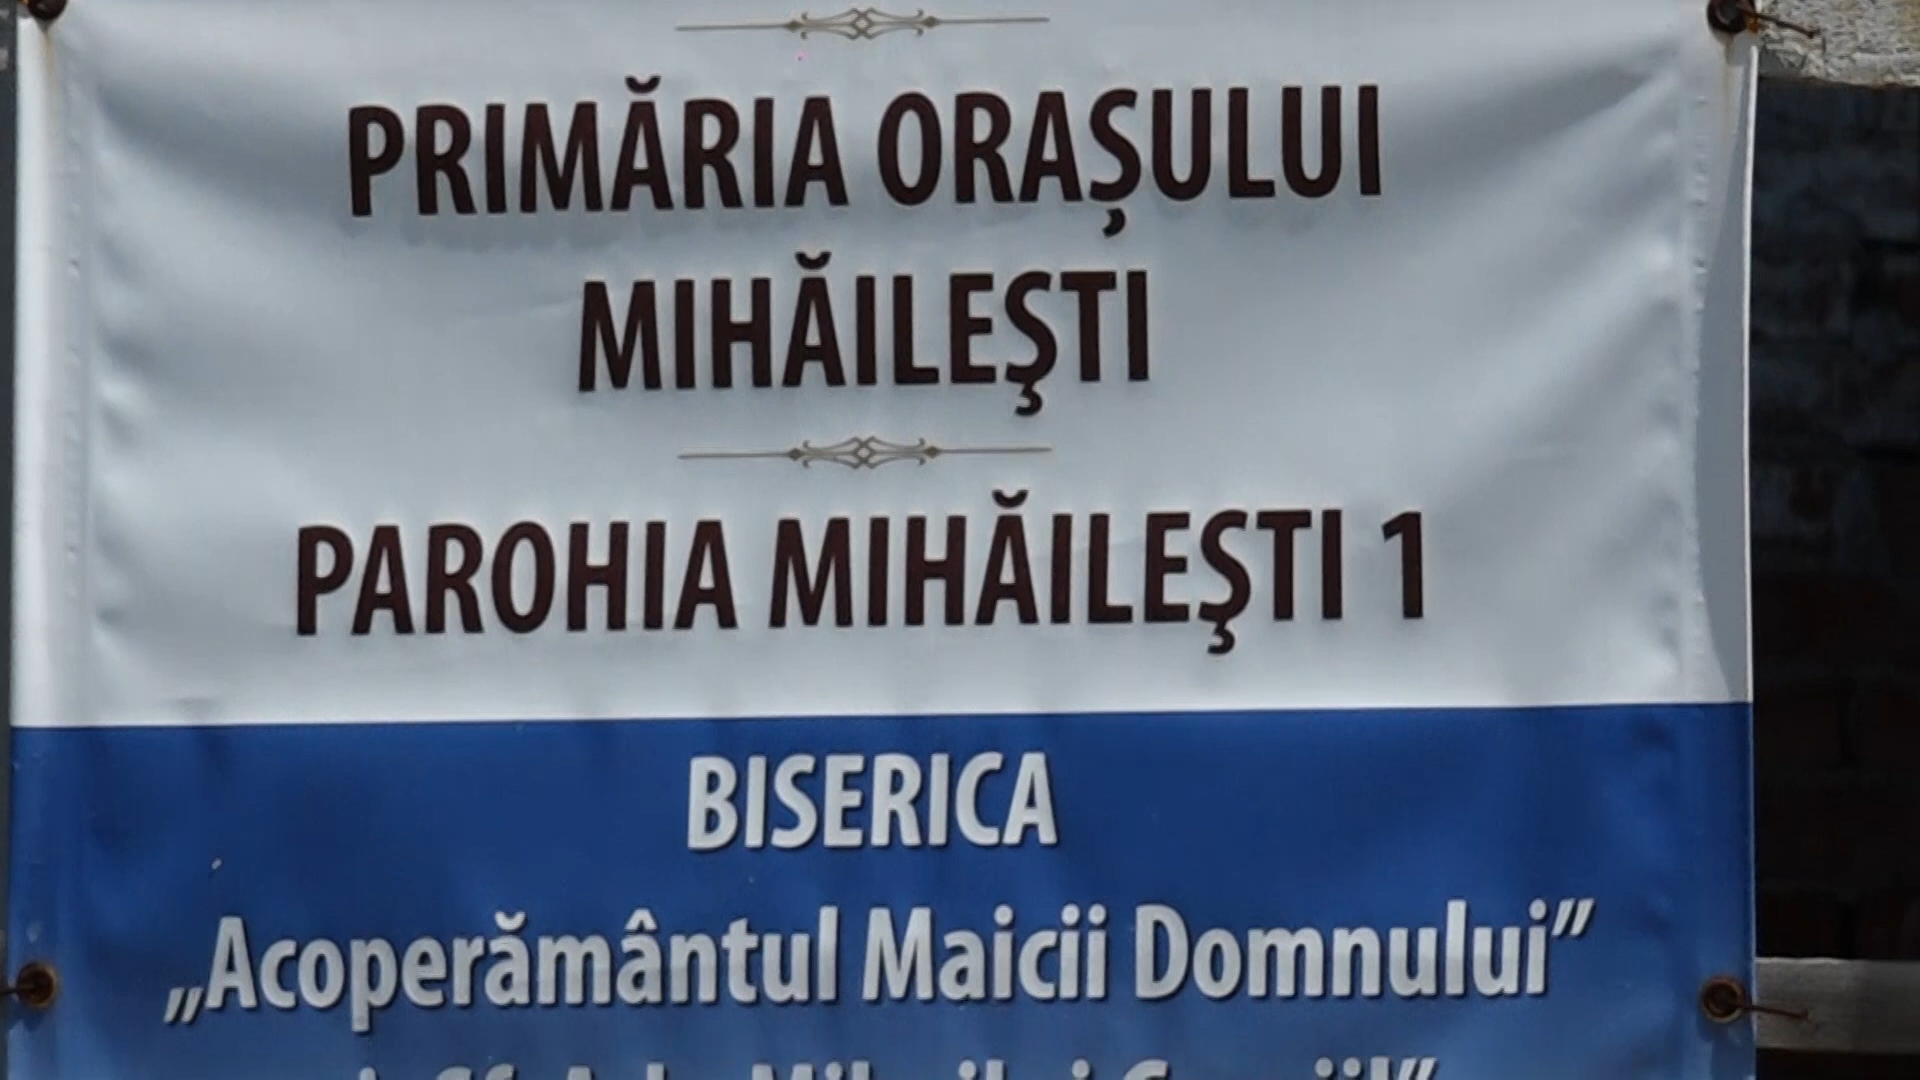 PRIMĂRIA ORAȘULUI
MIHĂILEŞTI
PAROHIA MIHĂILEŞTI 1
BISERICA
„Acoperământul Maicii Domnului”